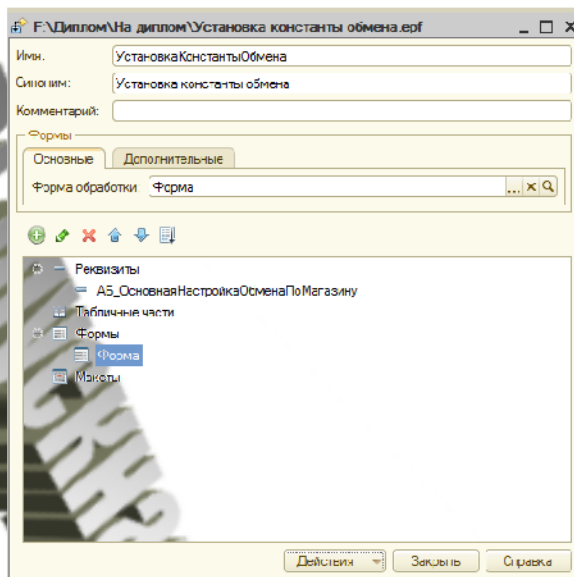 F:\Диплом\На диплом\Установка константы обмена.epf
Имя: УстановкаКонстантыОбмена
Синоним: Установка константы обмена
Комментарий:
Формы
Основные Дополнительные
Форма обработки Форма
Реквизиты
АБ_ОсновнаяНастройкаОбменаПоМагазину
Табличные части
Формы
Форма
Макеты
Действия Закрыть Справка